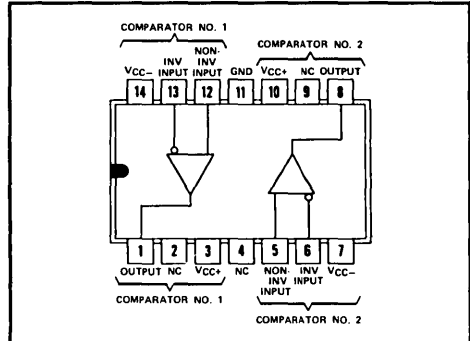 COMPARATOR NO. 1
COMPARATOR NO. 2
VCC– INV INPUT NON-INV INPUT GND VCC+ NC OUTPUT
14 13 12 11 10 9 8
1 2 3 4 5 6 7
OUTPUT NC VCC+ NC NON-INV INPUT INV INPUT VCC–
COMPARATOR NO. 1
COMPARATOR NO. 2